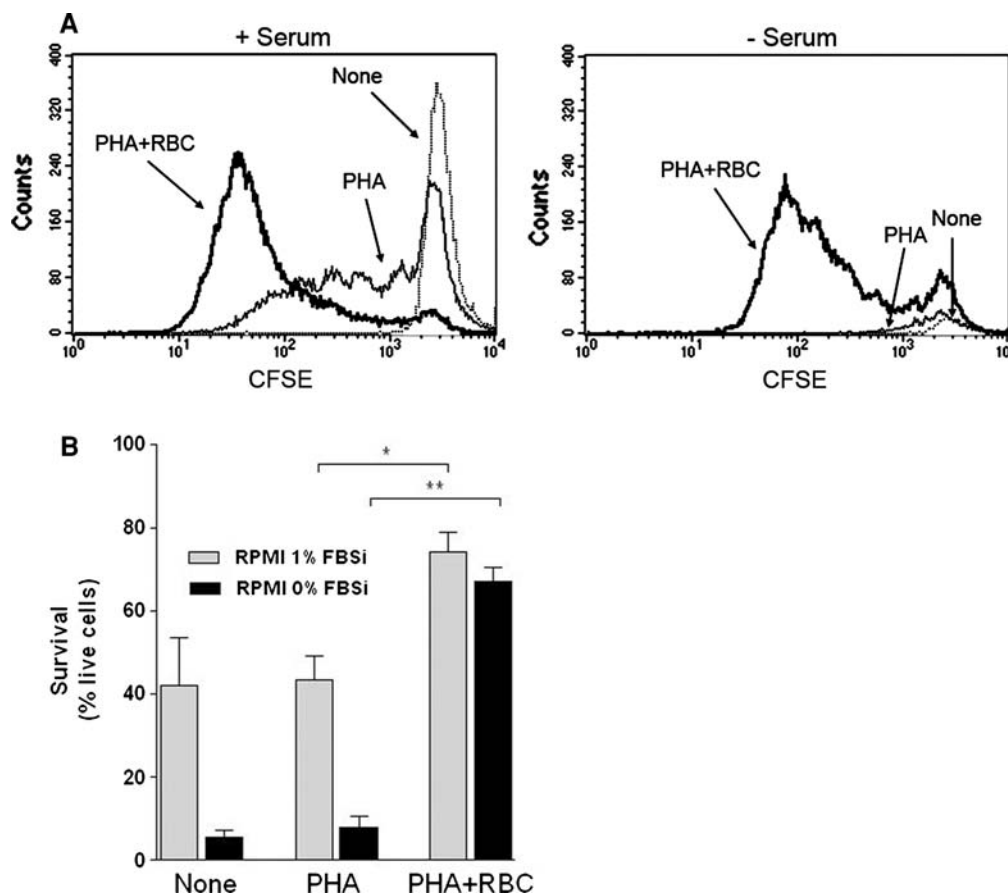 A
+ Serum
- Serum
400
320
240
160
80
0
Counts
None
PHA+RBC
PHA
10^0
10^1
10^2
10^3
10^4
CFSE
400
320
240
160
80
0
Counts
PHA+RBC
PHA
None
10^0
10^1
10^2
10^3
CFSE
B
100
80
60
40
20
0
Survival
(% live cells)
*
**
RPMI 1% FBSi
RPMI 0% FBSi
None
PHA
PHA+RBC